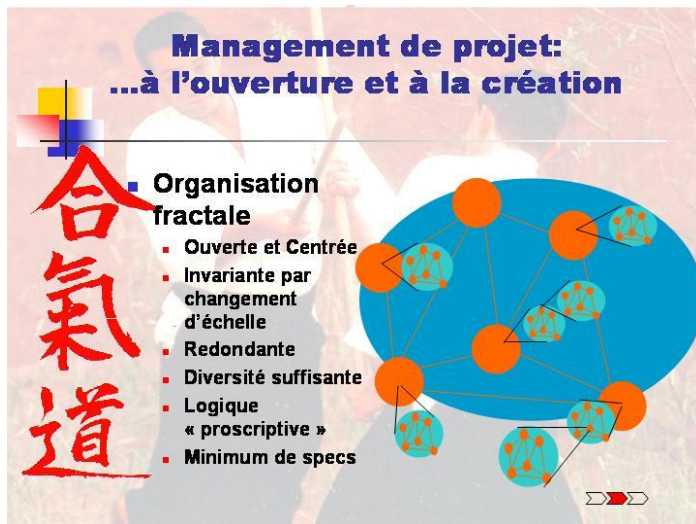 Management de projet:
...à l'ouverture et à la création
合
氣
道
Organisation
fractale
Ouverte et Centrée
Invariante par
changement
d'échelle
Redondante
Diversité suffisante
Logique
« proscriptive »
Minimum de specs